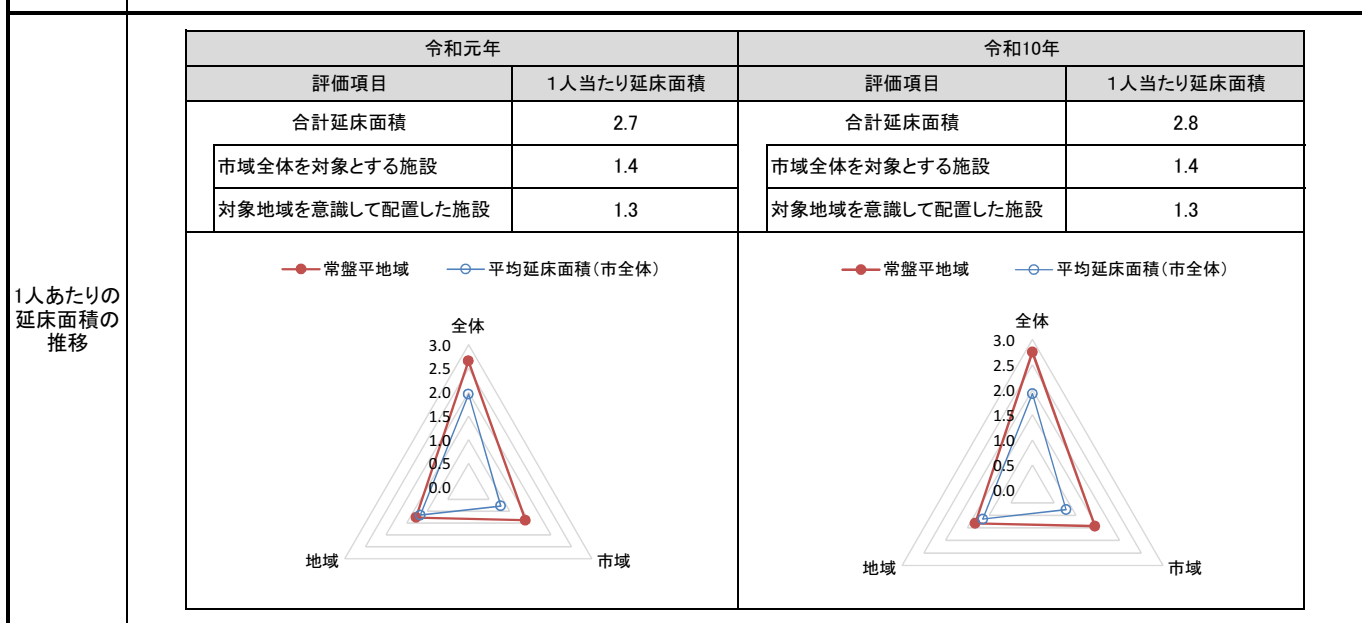 令和元年
令和10年
評価項目
1人当たり延床面積
評価項目
1人当たり延床面積
合計延床面積
2.7
合計延床面積
2.8
市域全体を対象とする施設
1.4
市域全体を対象とする施設
1.4
対象地域を意識して配置した施設
1.3
対象地域を意識して配置した施設
1.3
1人あたりの
延床面積の
推移
常盤平地域
平均延床面積(市全体)
全体
3.0
2.5
2.0
1.5
1.0
0.5
0.0
地域
市域
常盤平地域
平均延床面積(市全体)
全体
3.0
2.5
2.0
1.5
1.0
0.5
0.0
地域
市域